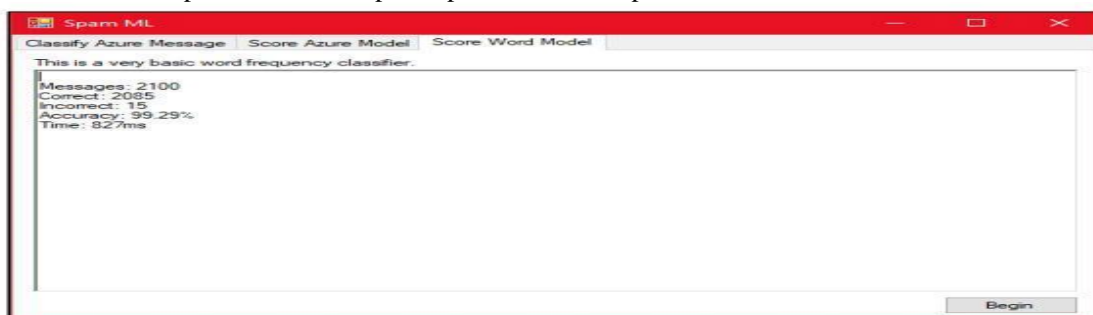 Spam ML
Classify Azure Message Score Azure Model Score Word Model
This is a very basic word frequency classifier.
Messages: 2100
Correct: 2085
Incorrect: 15
Accuracy: 99.29%
Time: 827ms
Begin